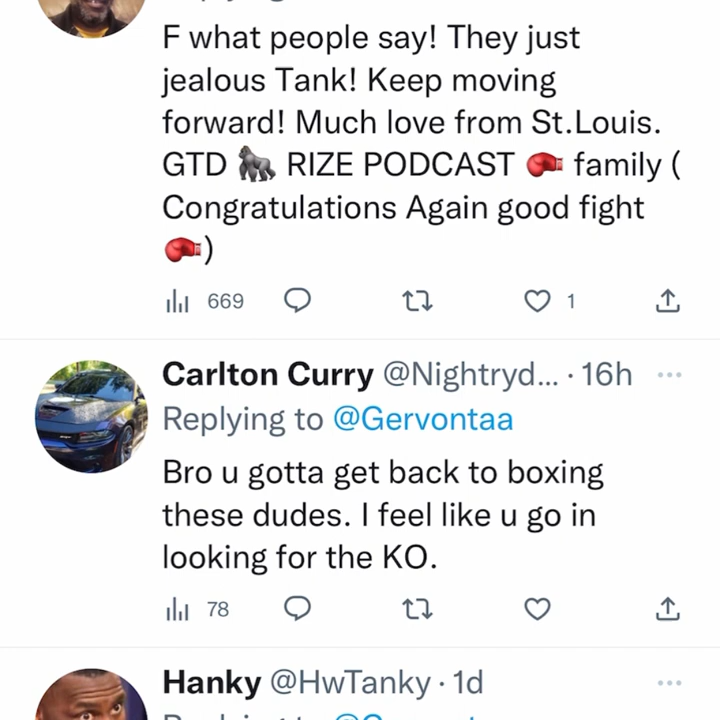 F what people say! They just
jealous Tank! Keep moving
forward! Much love from St.Louis.
GTD 🦍 RIZE PODCAST 🥊 family (
Congratulations Again good fight
🥊)
669
1
Carlton Curry @Nightryd... · 16h
Replying to @Gervontaa
Bro u gotta get back to boxing
these dudes. I feel like u go in
looking for the KO.
78
Hanky @HwTanky · 1d